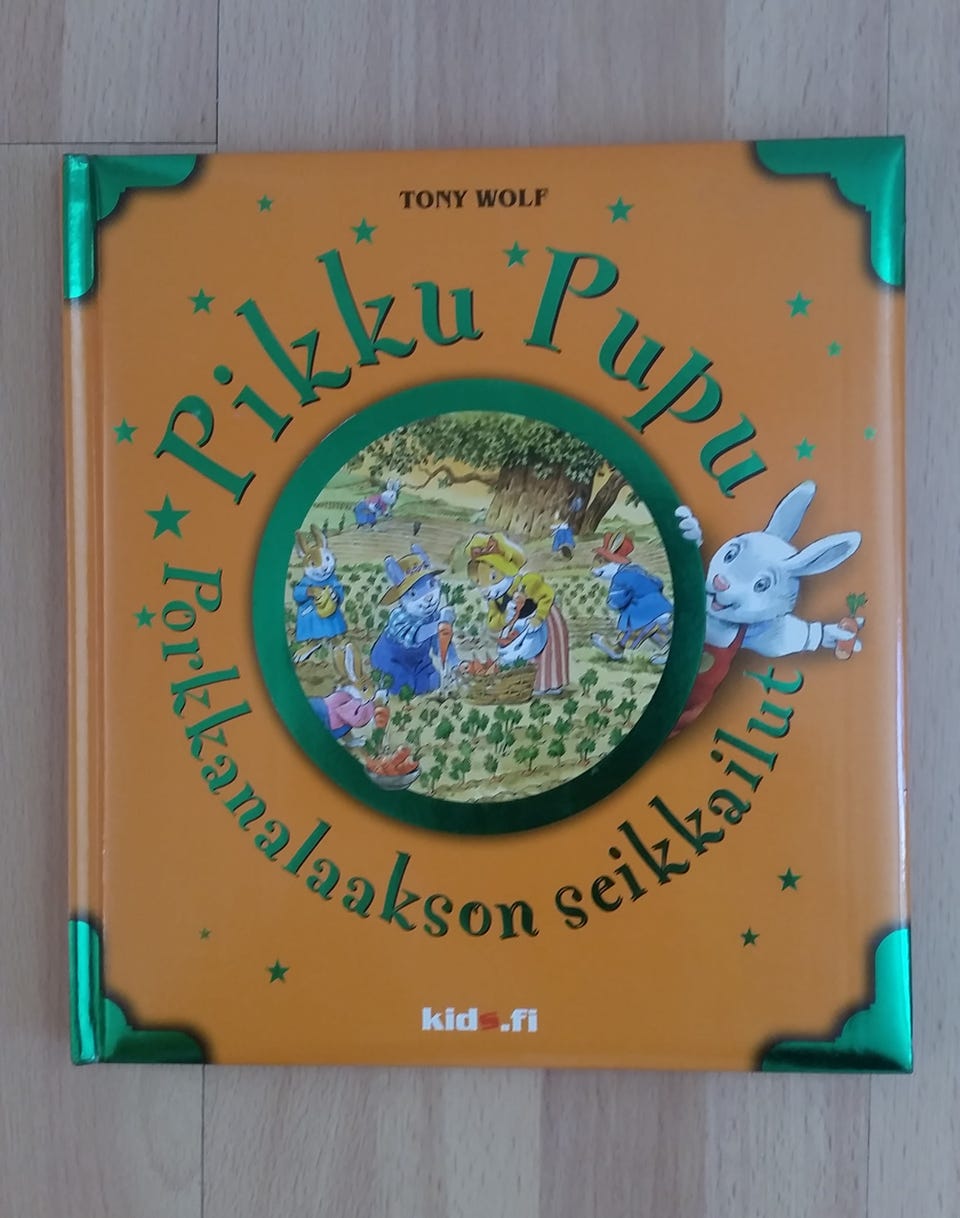 TONY WOLF
Pikku Pupu
Porkkanalaakson seikkailut
kids.fi